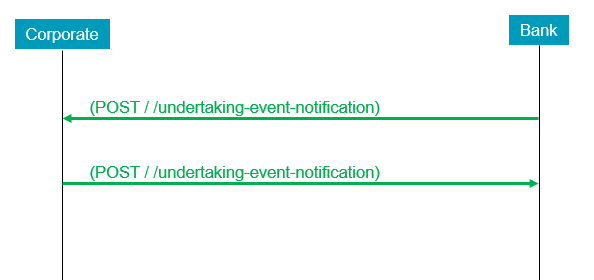 Corporate
Bank
(POST / /undertaking-event-notification)
(POST / /undertaking-event-notification)